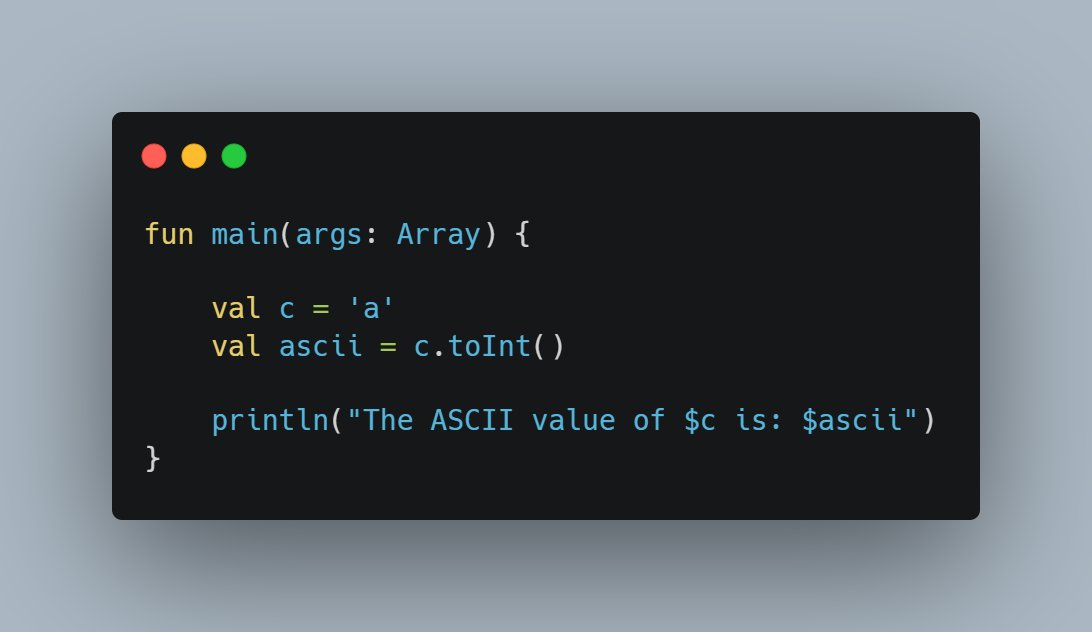 fun main(args: Array) {
val c = 'a'
val ascii = c.toInt()
println("The ASCII value of $c is: $ascii")
}